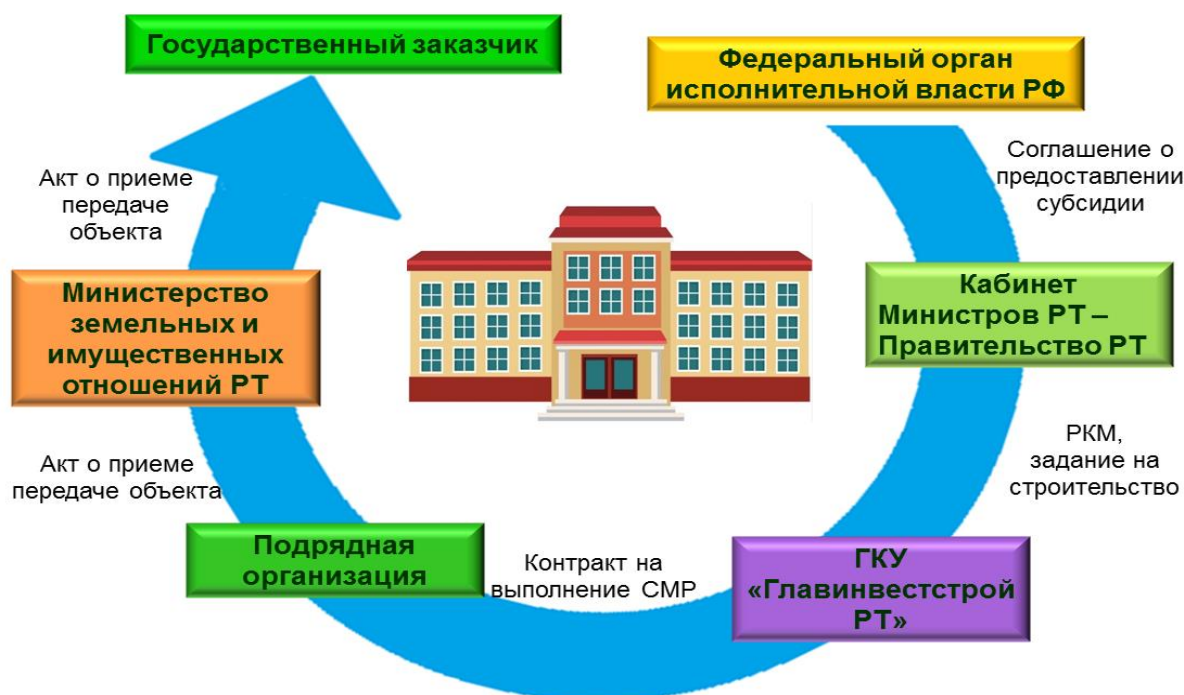 Государственный заказчик
Федеральный орган
исполнительной власти РФ
Соглашение о
предоставлении
субсидии
Кабинет
Министров РТ –
Правительство РТ
РКМ,
задание на
строительство
ГКУ
«Главинвестстрой
РТ»
Контракт на
выполнение СМР
Подрядная
организация
Акт о приеме
передаче объекта
Министерство
земельных и
имущественных
отношений РТ
Акт о приеме
передаче
объекта